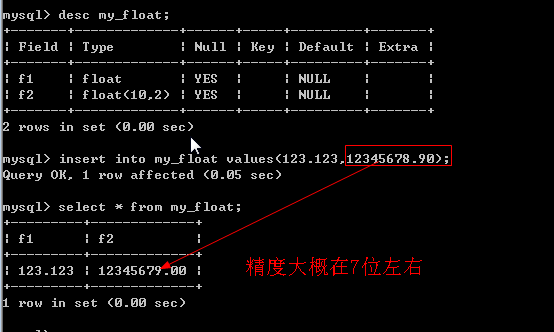 mysql> desc my_float;
+-------+-------------+------+-----+---------+-------+
| Field | Type | Null | Key | Default | Extra |
+-------+-------------+------+-----+---------+-------+
| f1 | float | YES | | NULL | |
| f2 | float(10,2) | YES | | NULL | |
+-------+-------------+------+-----+---------+-------+
2 rows in set (0.00 sec)
mysql> insert into my_float values(123.123,12345678.90);
Query OK, 1 row affected (0.05 sec)
mysql> select * from my_float;
+---------+-------------+
| f1 | f2 |
+---------+-------------+
| 123.123 | 12345679.00 |
+---------+-------------+
精度大概在7位左右
1 row in set (0.00 sec)